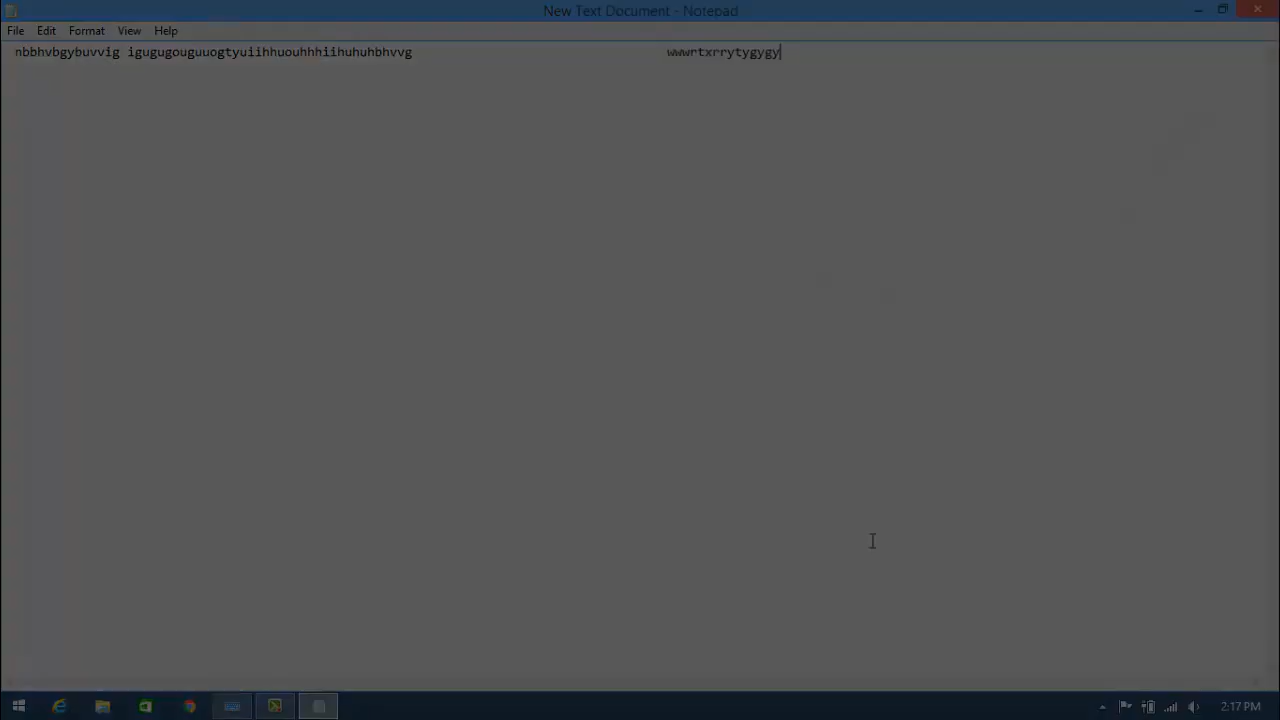 New Text Document - Notepad
File Edit Format View Help
nbbhvbgybuvvig igugugouguuogtyuiihhuouhhhiihuhuhbhvvg wwwrtxrrytygygy
2:17 PM